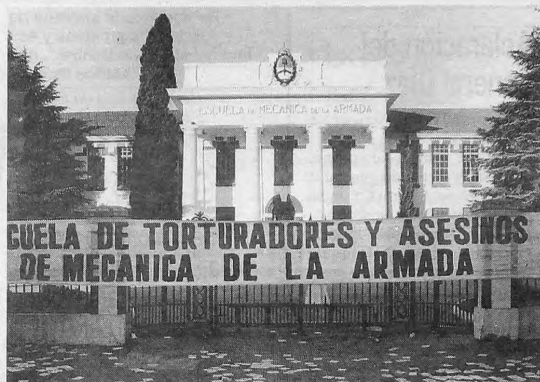 ESCUELA DE MECANICA DE LA ARMADA
CUELA DE TORTURADORES Y ASESINOS
DE MECANICA DE LA ARMADA